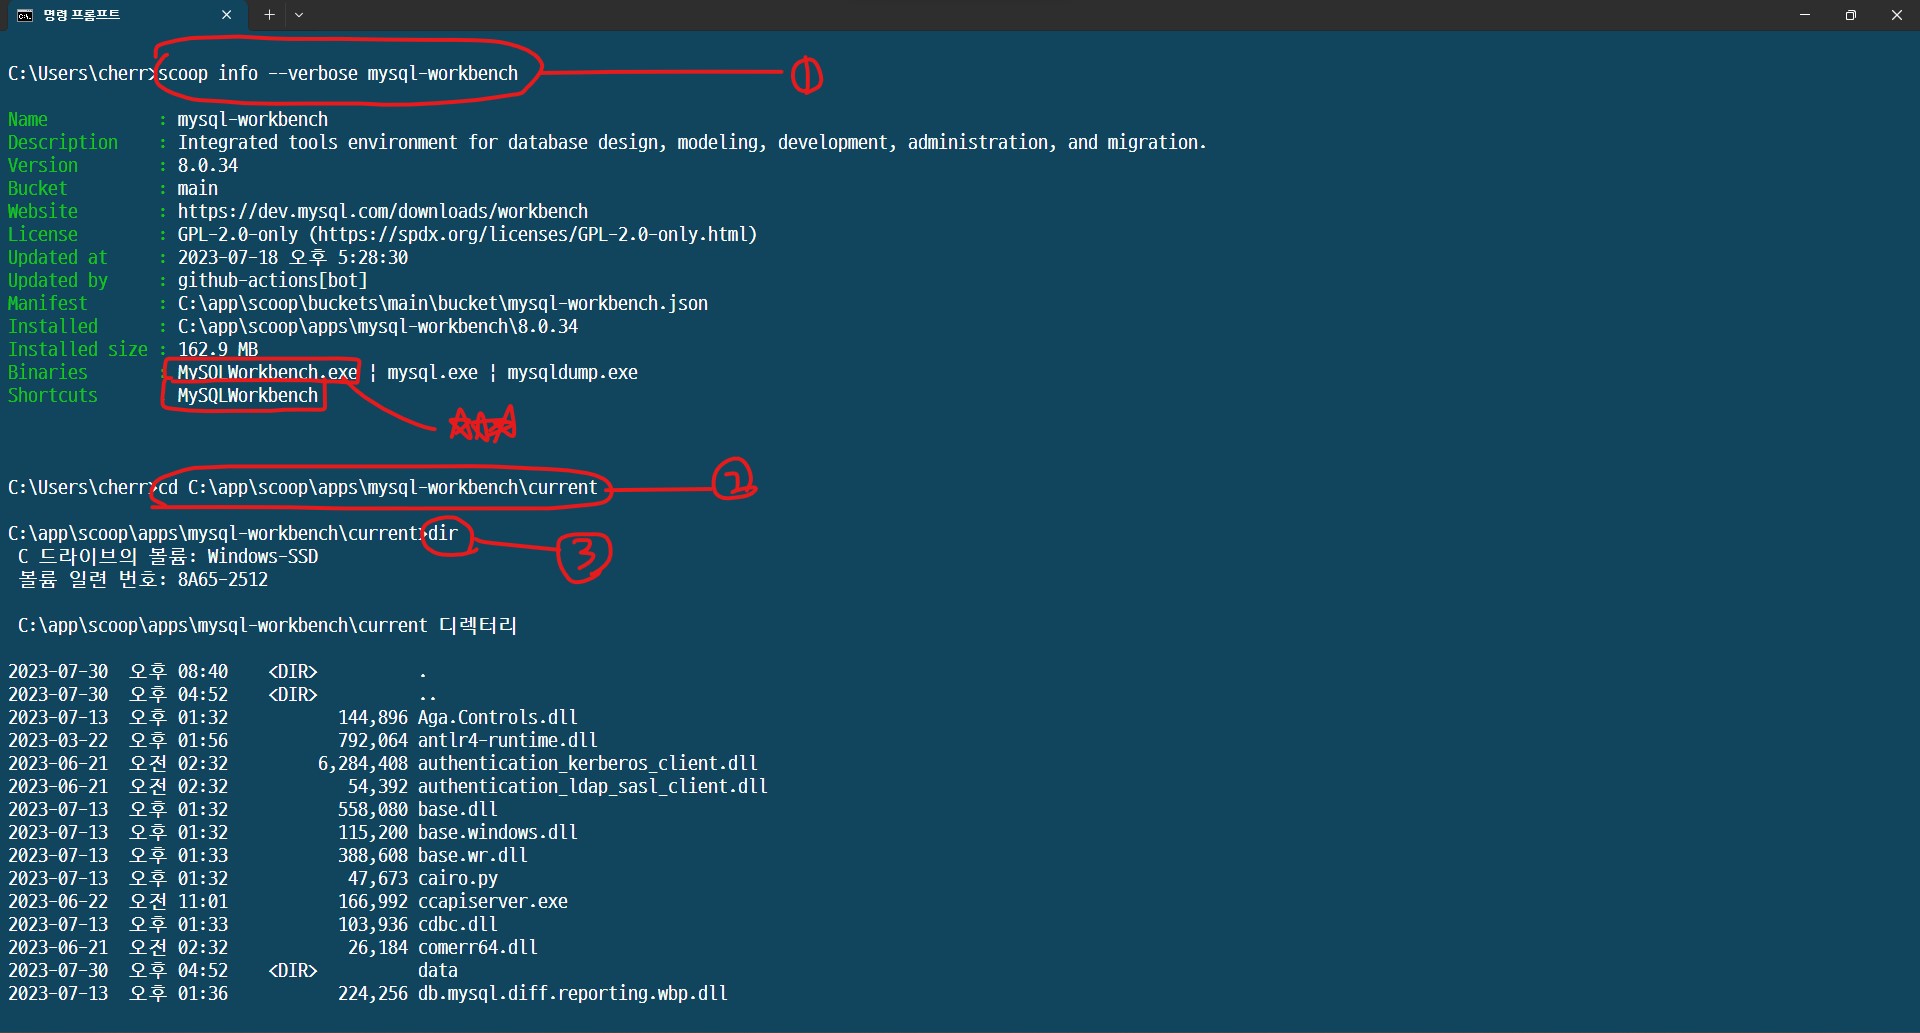 명령 프롬프트
C:\Users\cherr>scoop info --verbose mysql-workbench
①
Name : mysql-workbench
Description : Integrated tools environment for database design, modeling, development, administration, and migration.
Version : 8.0.34
Bucket : main
Website : https://dev.mysql.com/downloads/workbench
License : GPL-2.0-only (https://spdx.org/licenses/GPL-2.0-only.html)
Updated at : 2023-07-18 오후 5:28:30
Updated by : github-actions[bot]
Manifest : C:\app\scoop\buckets\main\bucket\mysql-workbench.json
Installed : C:\app\scoop\apps\mysql-workbench\8.0.34
Installed size : 162.9 MB
Binaries : MySQLWorkbench.exe | mysql.exe | mysqldump.exe
Shortcuts MySQLWorkbench
C:\Users\cherr>cd C:\app\scoop\apps\mysql-workbench\current
②
C:\app\scoop\apps\mysql-workbench\current>dir
③
C 드라이브의 볼륨: Windows-SSD
볼륨 일련 번호: 8A65-2512
C:\app\scoop\apps\mysql-workbench\current 디렉터리
2023-07-30 오후 08:40 <DIR> .
2023-07-30 오후 04:52 <DIR> ..
2023-07-13 오후 01:32 144,896 Aga.Controls.dll
2023-03-22 오후 01:56 792,064 antlr4-runtime.dll
2023-06-21 오전 02:32 6,284,408 authentication_kerberos_client.dll
2023-06-21 오전 02:32 54,392 authentication_ldap_sasl_client.dll
2023-07-13 오후 01:32 558,080 base.dll
2023-07-13 오후 01:32 115,200 base.windows.dll
2023-07-13 오후 01:33 388,608 base.wr.dll
2023-07-13 오후 01:32 47,673 cairo.py
2023-06-22 오전 11:01 166,992 ccapiserver.exe
2023-07-13 오후 01:33 103,936 cdbc.dll
2023-06-21 오전 02:32 26,184 comerr64.dll
2023-07-30 오후 04:52 <DIR> data
2023-07-13 오후 01:36 224,256 db.mysql.diff.reporting.wbp.dll